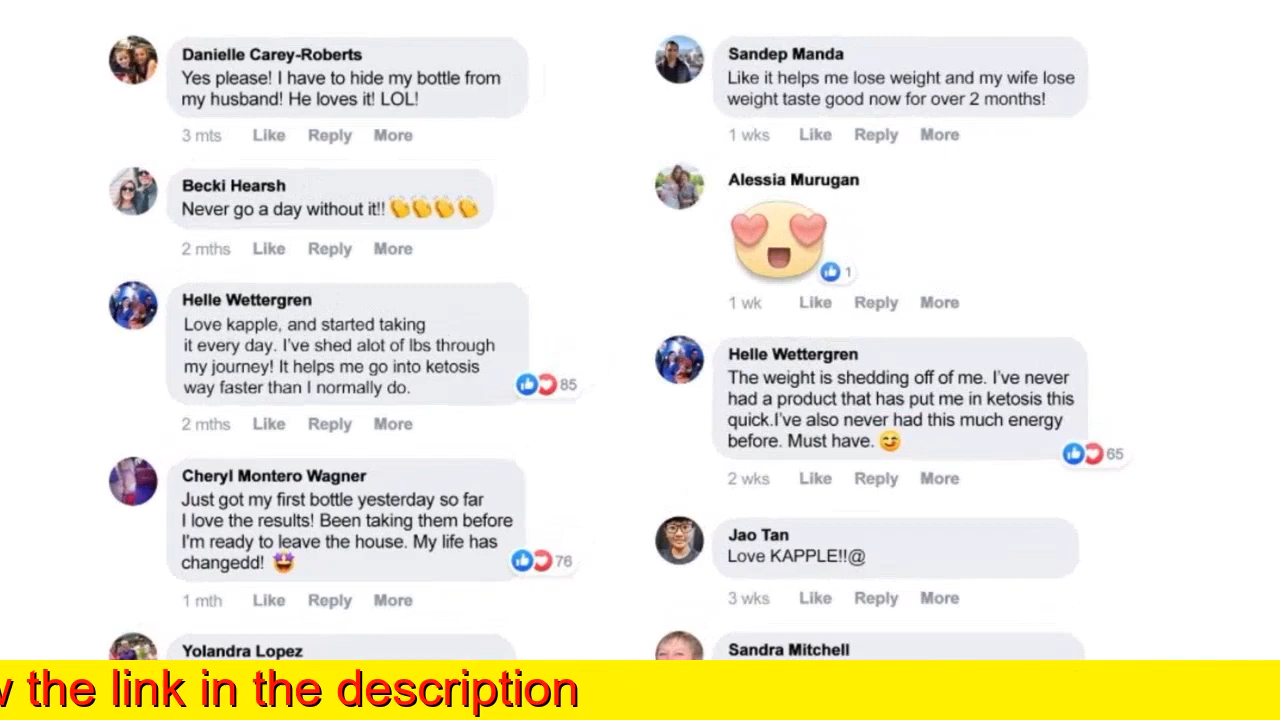 Danielle Carey-Roberts
Yes please! I have to hide my bottle from
my husband! He loves it! LOL!
3 mts Like Reply More
Becki Hearsh
Never go a day without it!! 👏👏👏👏
2 mths Like Reply More
Helle Wettergren
Love kapple, and started taking
it every day. I've shed alot of lbs through
my journey! It helps me go into ketosis
way faster than I normally do.
85
2 mths Like Reply More
Cheryl Montero Wagner
Just got my first bottle yesterday so far
I love the results! Been taking them before
I'm ready to leave the house. My life has
changedd! 🤩
76
1 mth Like Reply More
Yolandra Lopez
Sandep Manda
Like it helps me lose weight and my wife lose
weight taste good now for over 2 months!
1 wks Like Reply More
Alessia Murugan
1
1 wk Like Reply More
Helle Wettergren
The weight is shedding off of me. I've never
had a product that has put me in ketosis this
quick.I've also never had this much energy
before. Must have. 😊
65
2 wks Like Reply More
Jao Tan
Love KAPPLE!!@
3 wks Like Reply More
Sandra Mitchell
the link in the description